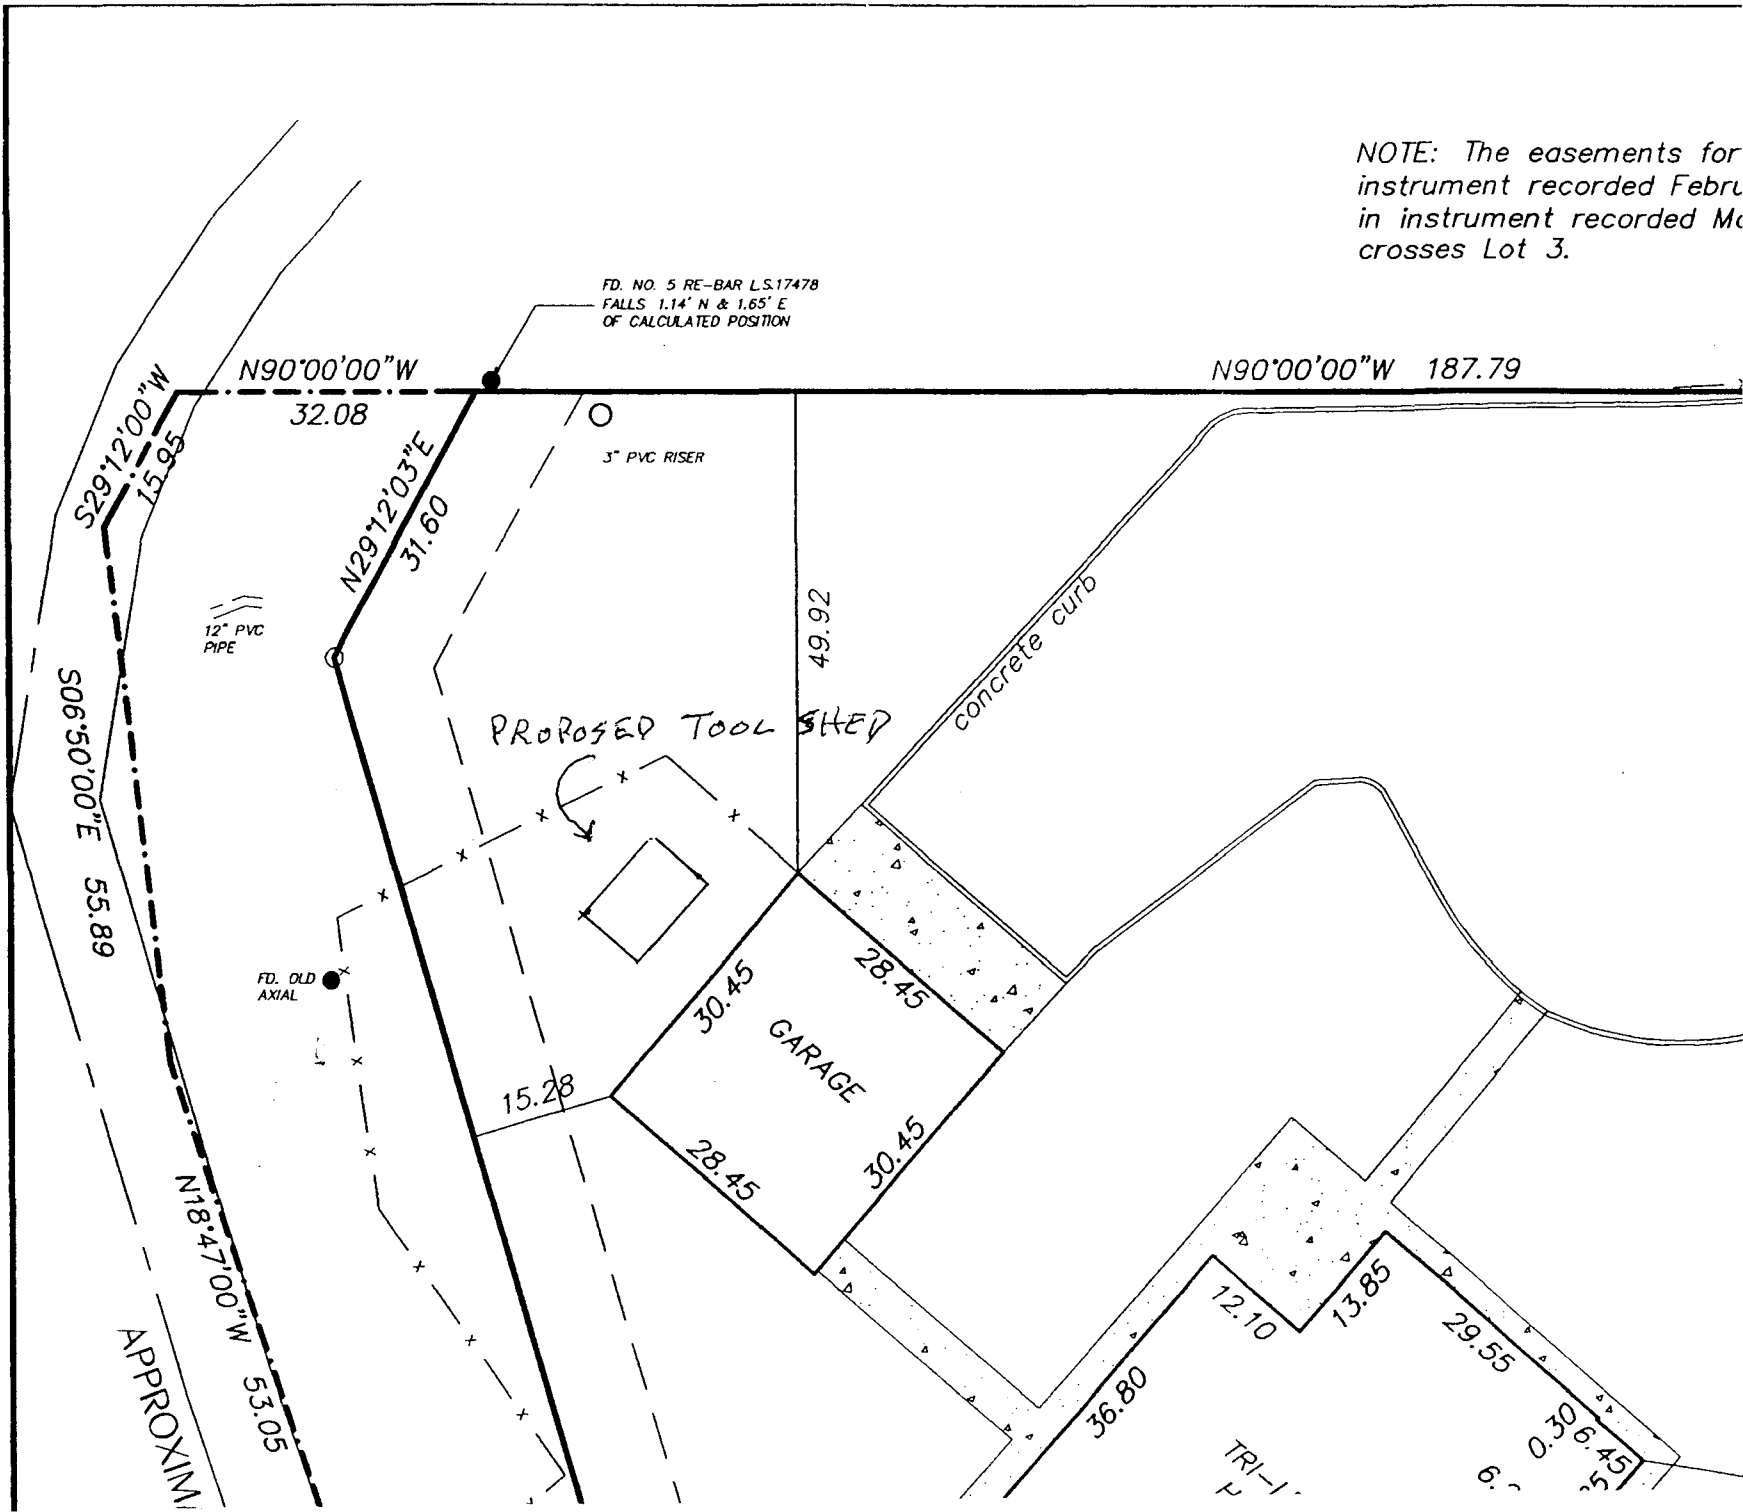 NOTE: The easements for
instrument recorded Febru
in instrument recorded Ma
crosses Lot 3.
FD. NO. 5 RE-BAR L.S.17478
FALLS 1.14' N & 1.65' E
OF CALCULATED POSITION
N90°00'00"W
32.08
N90°00'00"W 187.79
S29°12'00"W
15.95
N29°12'03"E
31.60
3" PVC RISER
49.92
concrete curb
12" PVC
PIPE
S06°50'00"E 55.89
PROPOSED TOOL SHED
FD. OLD
AXIAL
30.45
28.45
GARAGE
15.28
28.45
30.45
N18°47'00"W 53.05
APPROXIM
12.10
13.85
29.55
36.80
0.30
6.45
TRI-L